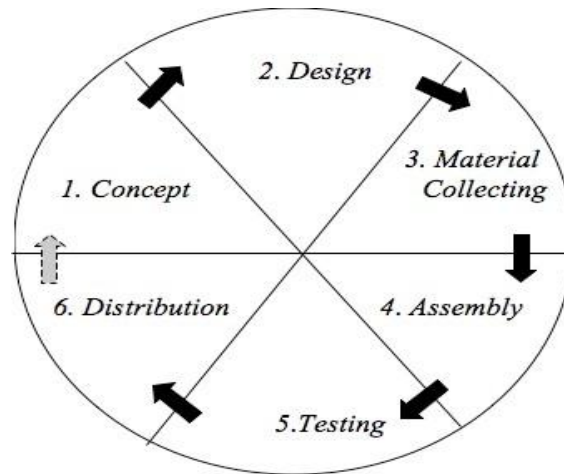 1. Concept
2. Design
3. Material
Collecting
4. Assembly
5.Testing
6. Distribution